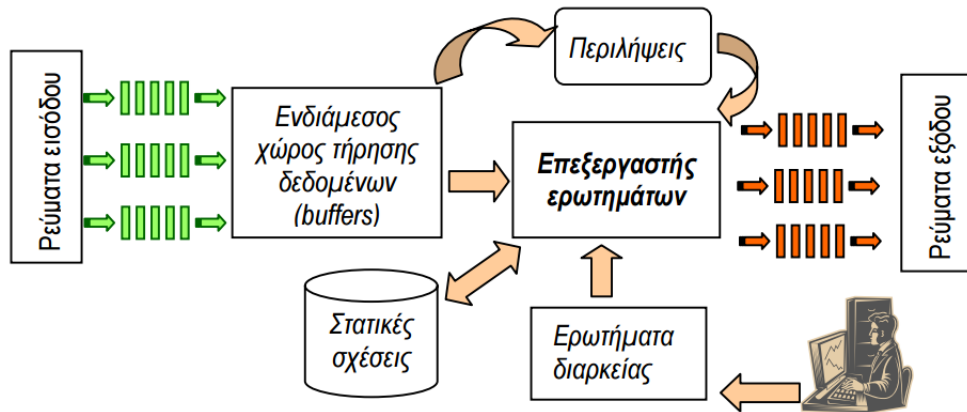 Ρεύματα εισόδου
Ενδιάμεσος
χώρος τήρησης
δεδομένων
(buffers)
Περιλήψεις
Επεξεργαστής
ερωτημάτων
Ρεύματα εξόδου
Στατικές
σχέσεις
Ερωτήματα
διαρκείας